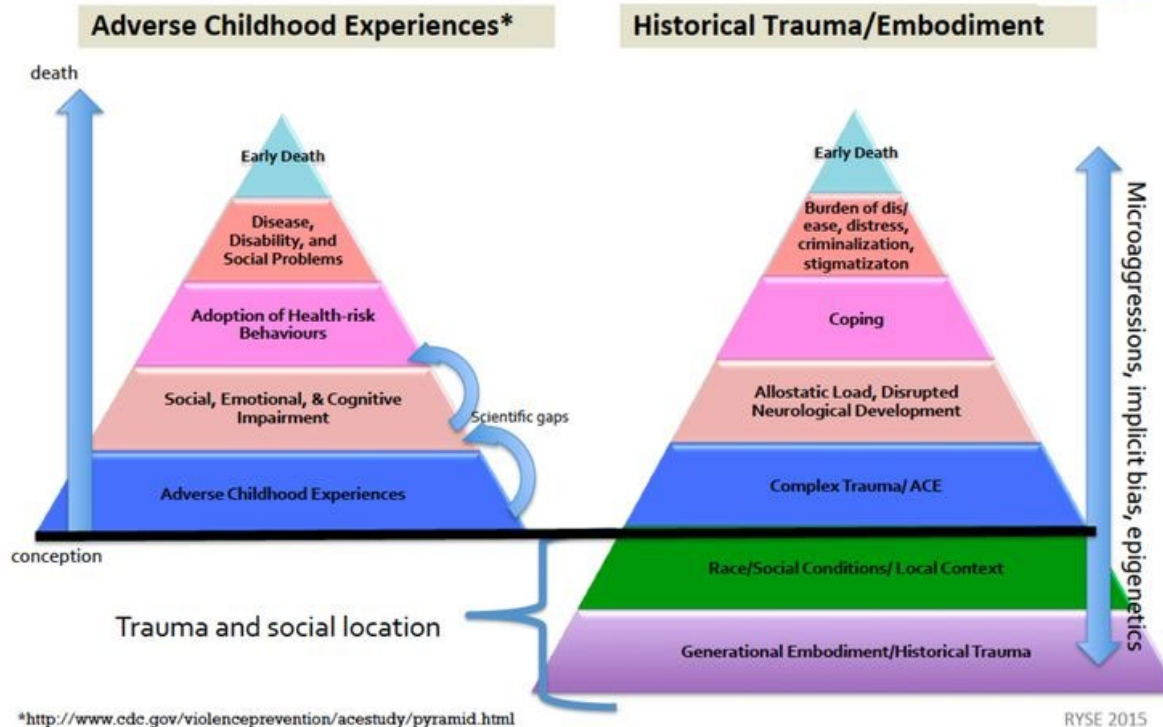 Adverse Childhood Experiences*
death
Early Death
Disease,
Disability, and
Social Problems
Adoption of Health-risk
Behaviours
Social, Emotional, & Cognitive
Impairment
Scientific gaps
Adverse Childhood Experiences
conception
Historical Trauma/Embodiment
Early Death
Burden of dis/
ease, distress,
criminalization,
stigmatizaton
Coping
Allostatic Load, Disrupted
Neurological Development
Complex Trauma/ ACE
Race/Social Conditions/ Local Context
Generational Embodiment/Historical Trauma
Microaggressions, implicit bias, epigenetics
Trauma and social location
*http://www.cdc.gov/violenceprevention/acestudy/pyramid.html
RYSE 2015